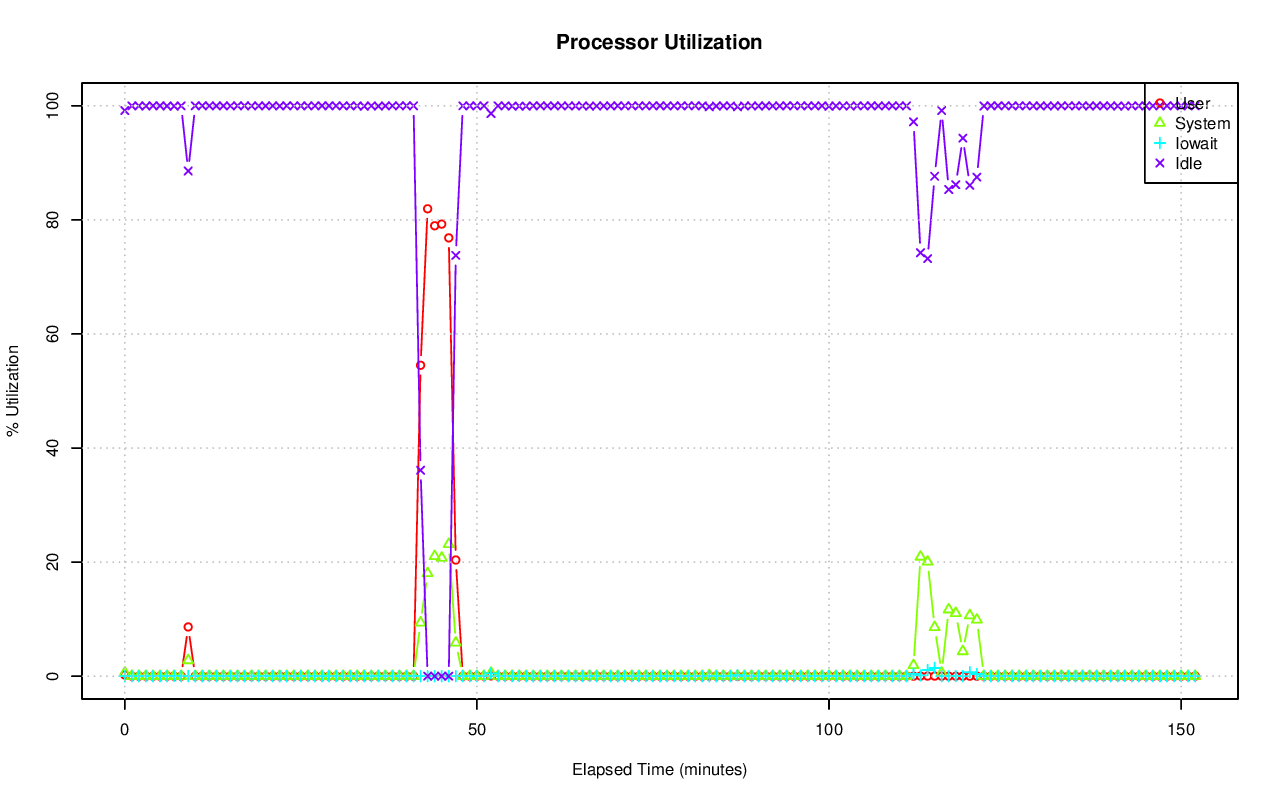 Processor Utilization
% Utilization
100
80
60
40
20
0
User
System
Iowait
Idle
0
50
100
150
Elapsed Time (minutes)